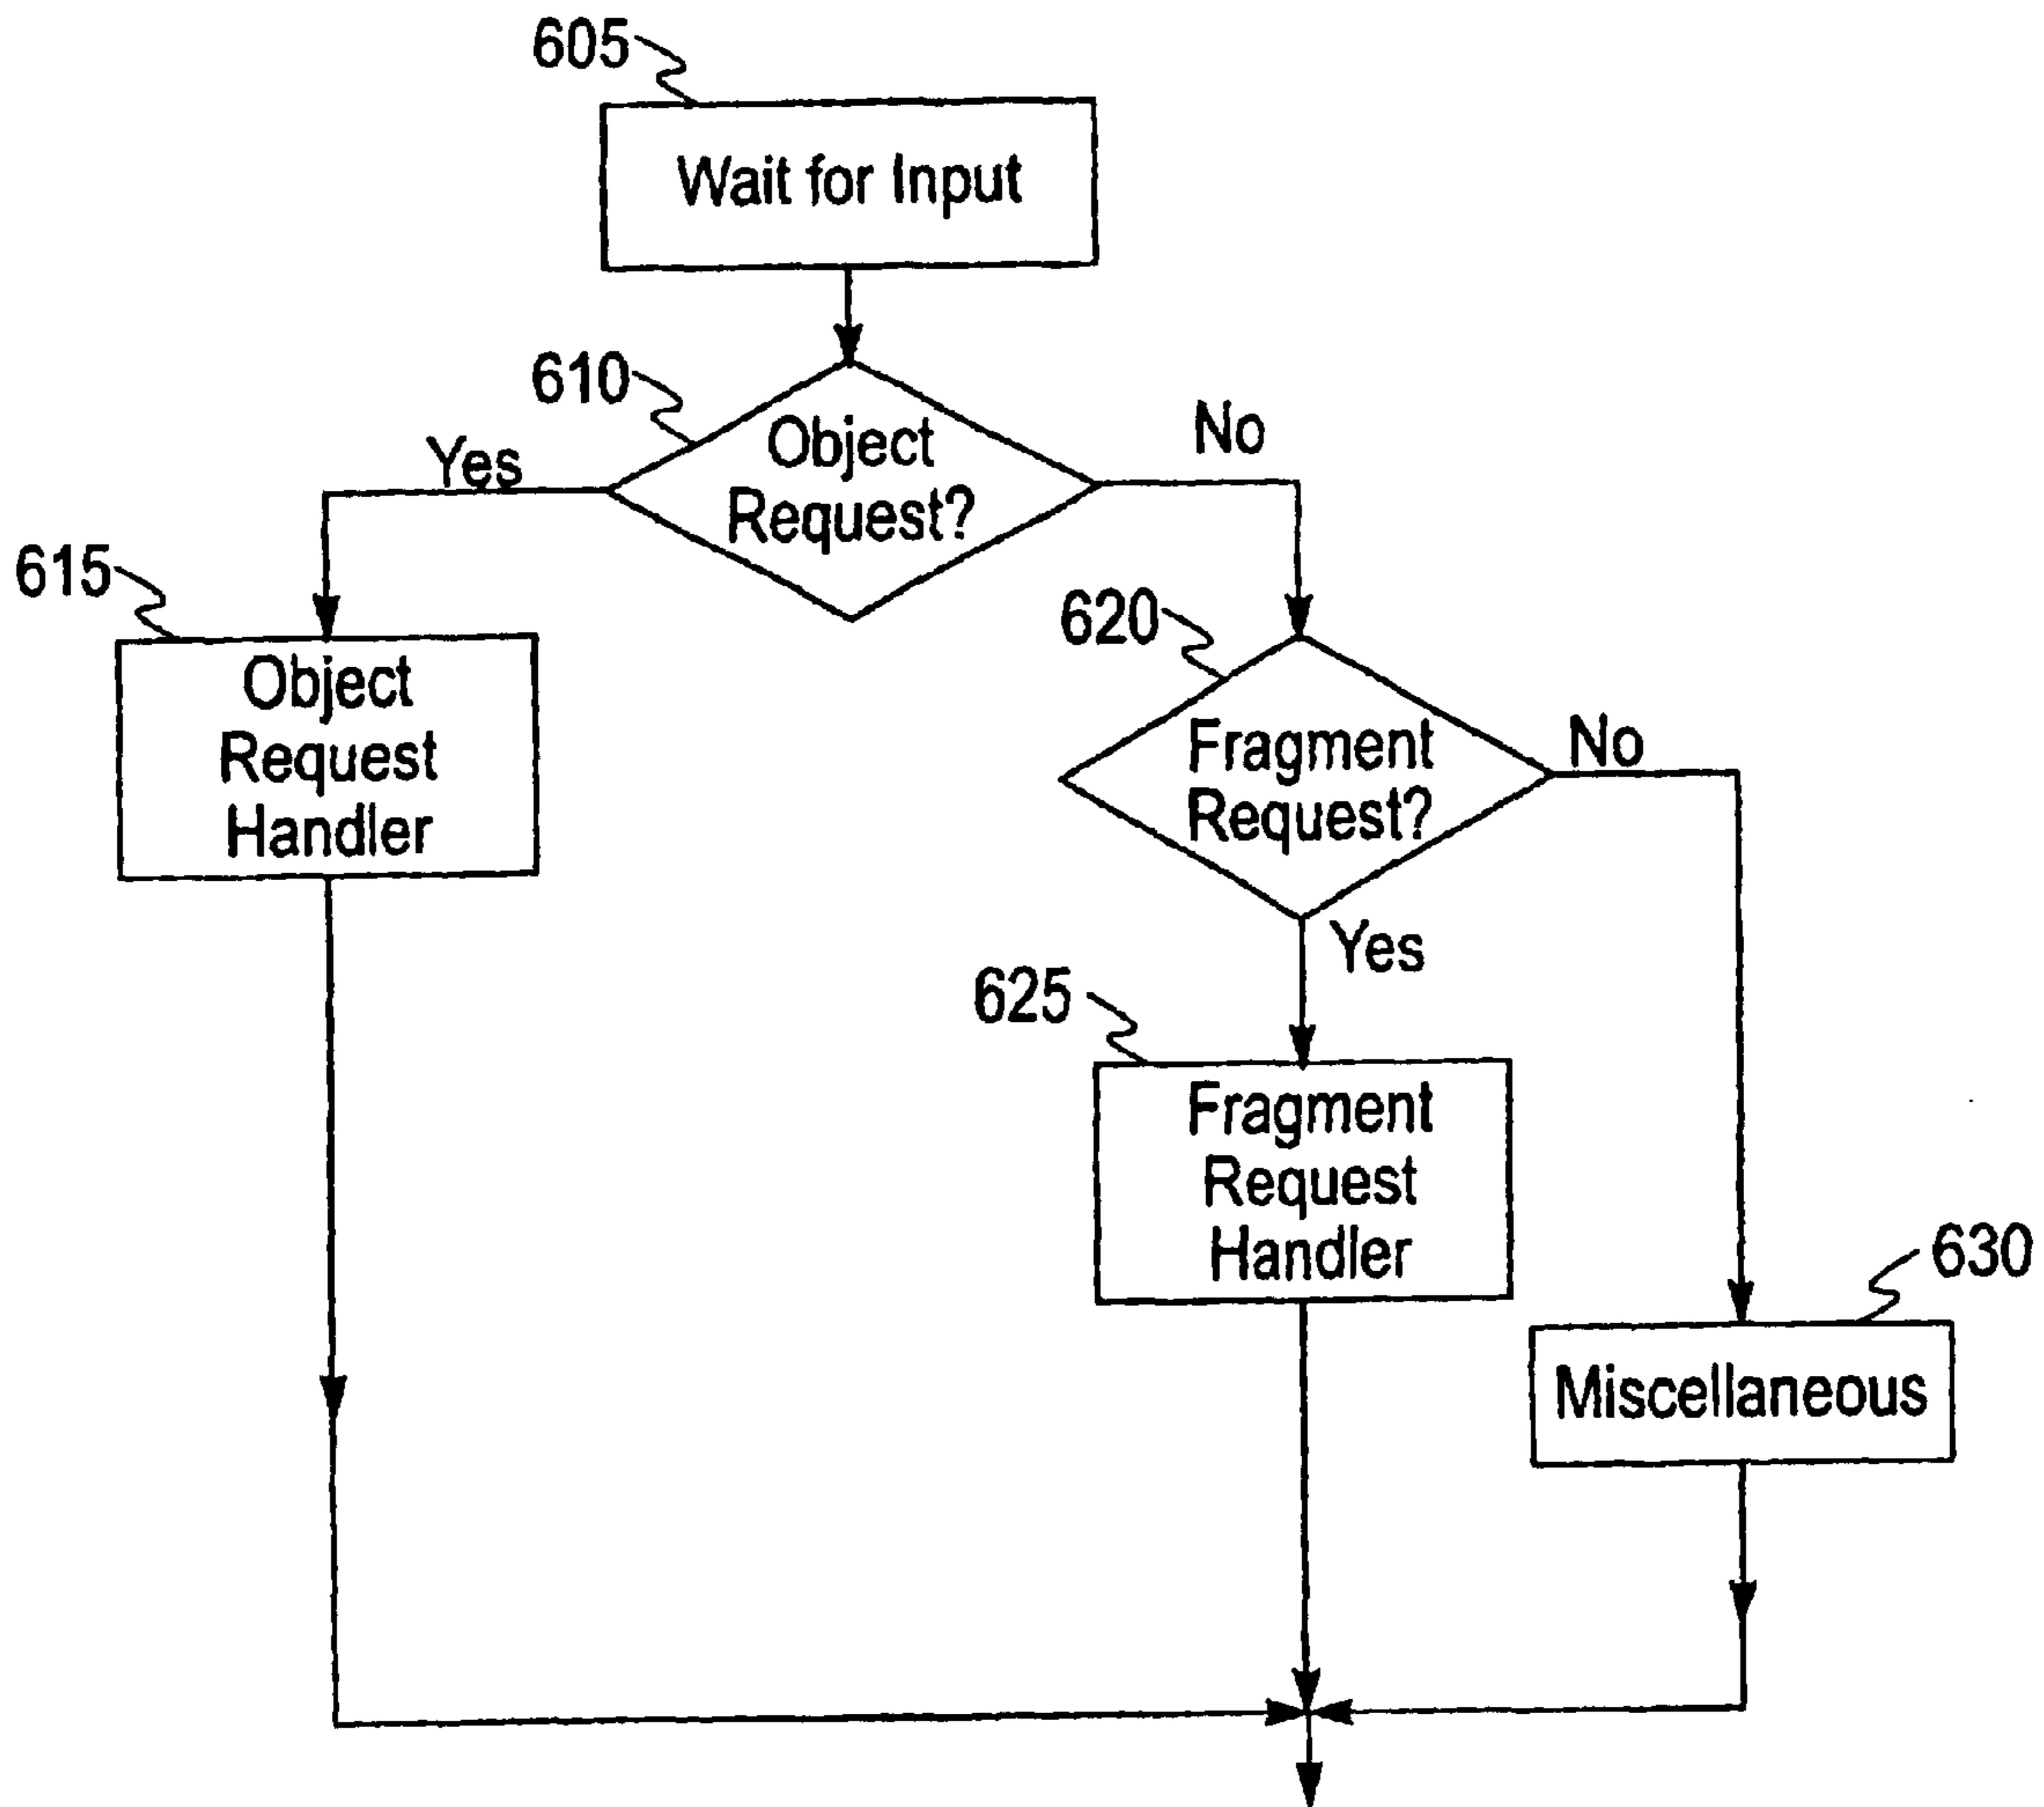 605
Wait for Input
610
Object
Request?
Yes
No
615
Object
Request
Handler
620
Fragment
Request?
No
Yes
625
Fragment
Request
Handler
630
Miscellaneous